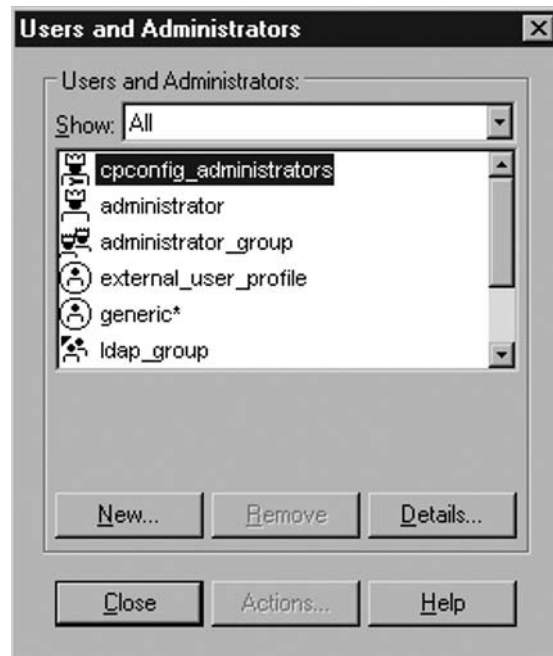 Users and Administrators
Users and Administrators:
Show: All
cpconfig_administrators
administrator
administrator_group
external_user_profile
generic*
ldap_group
New... Remove Details...
Close Actions... Help